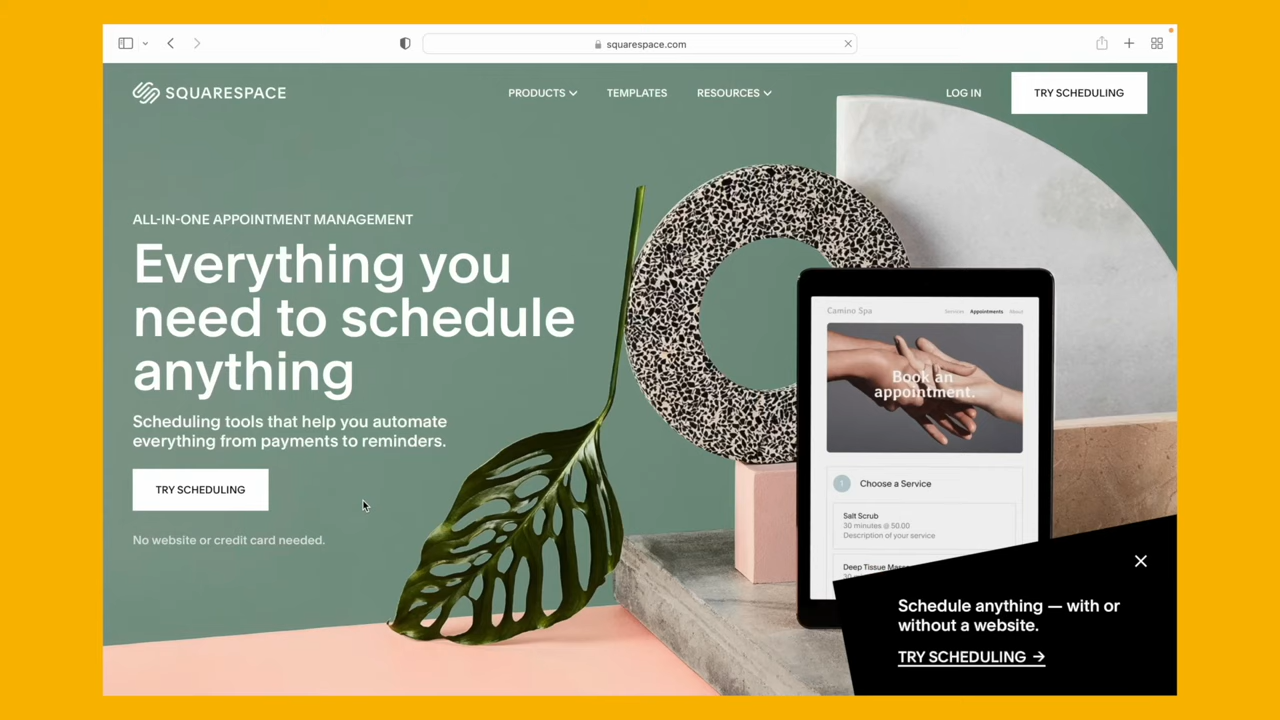 squarespace.com
SQUARESPACE
PRODUCTS
TEMPLATES
RESOURCES
LOG IN
TRY SCHEDULING
ALL-IN-ONE APPOINTMENT MANAGEMENT
Everything you
need to schedule
anything
Scheduling tools that help you automate
everything from payments to reminders.
TRY SCHEDULING
No website or credit card needed.
Camino Spa
Services Appointments About
Book an
appointment.
1 Choose a Service
Salt Scrub
30 minutes @ 50.00
Description of your service
Deep Tissue
Schedule anything — with or
without a website.
TRY SCHEDULING →